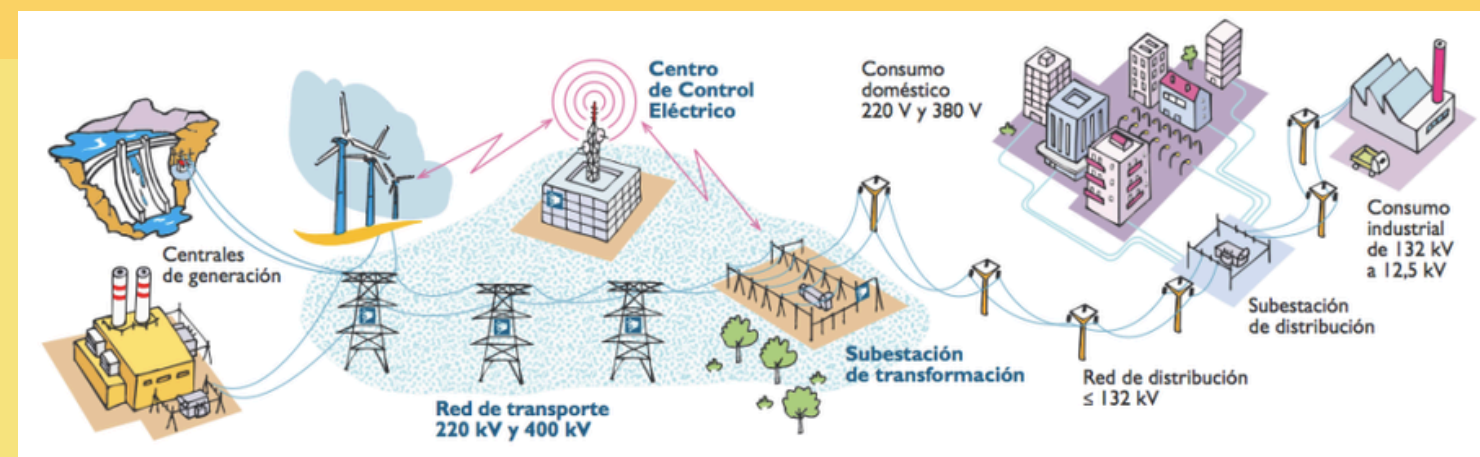 Centro
de Control
Eléctrico
Consumo
doméstico
220 V y 380 V
Centrales
de generación
Consumo
industrial
de 132 kV
a 12,5 kV
Subestación
de distribución
Subestación
de transformación
Red de distribución
≤ 132 kV
Red de transporte
220 kV y 400 kV